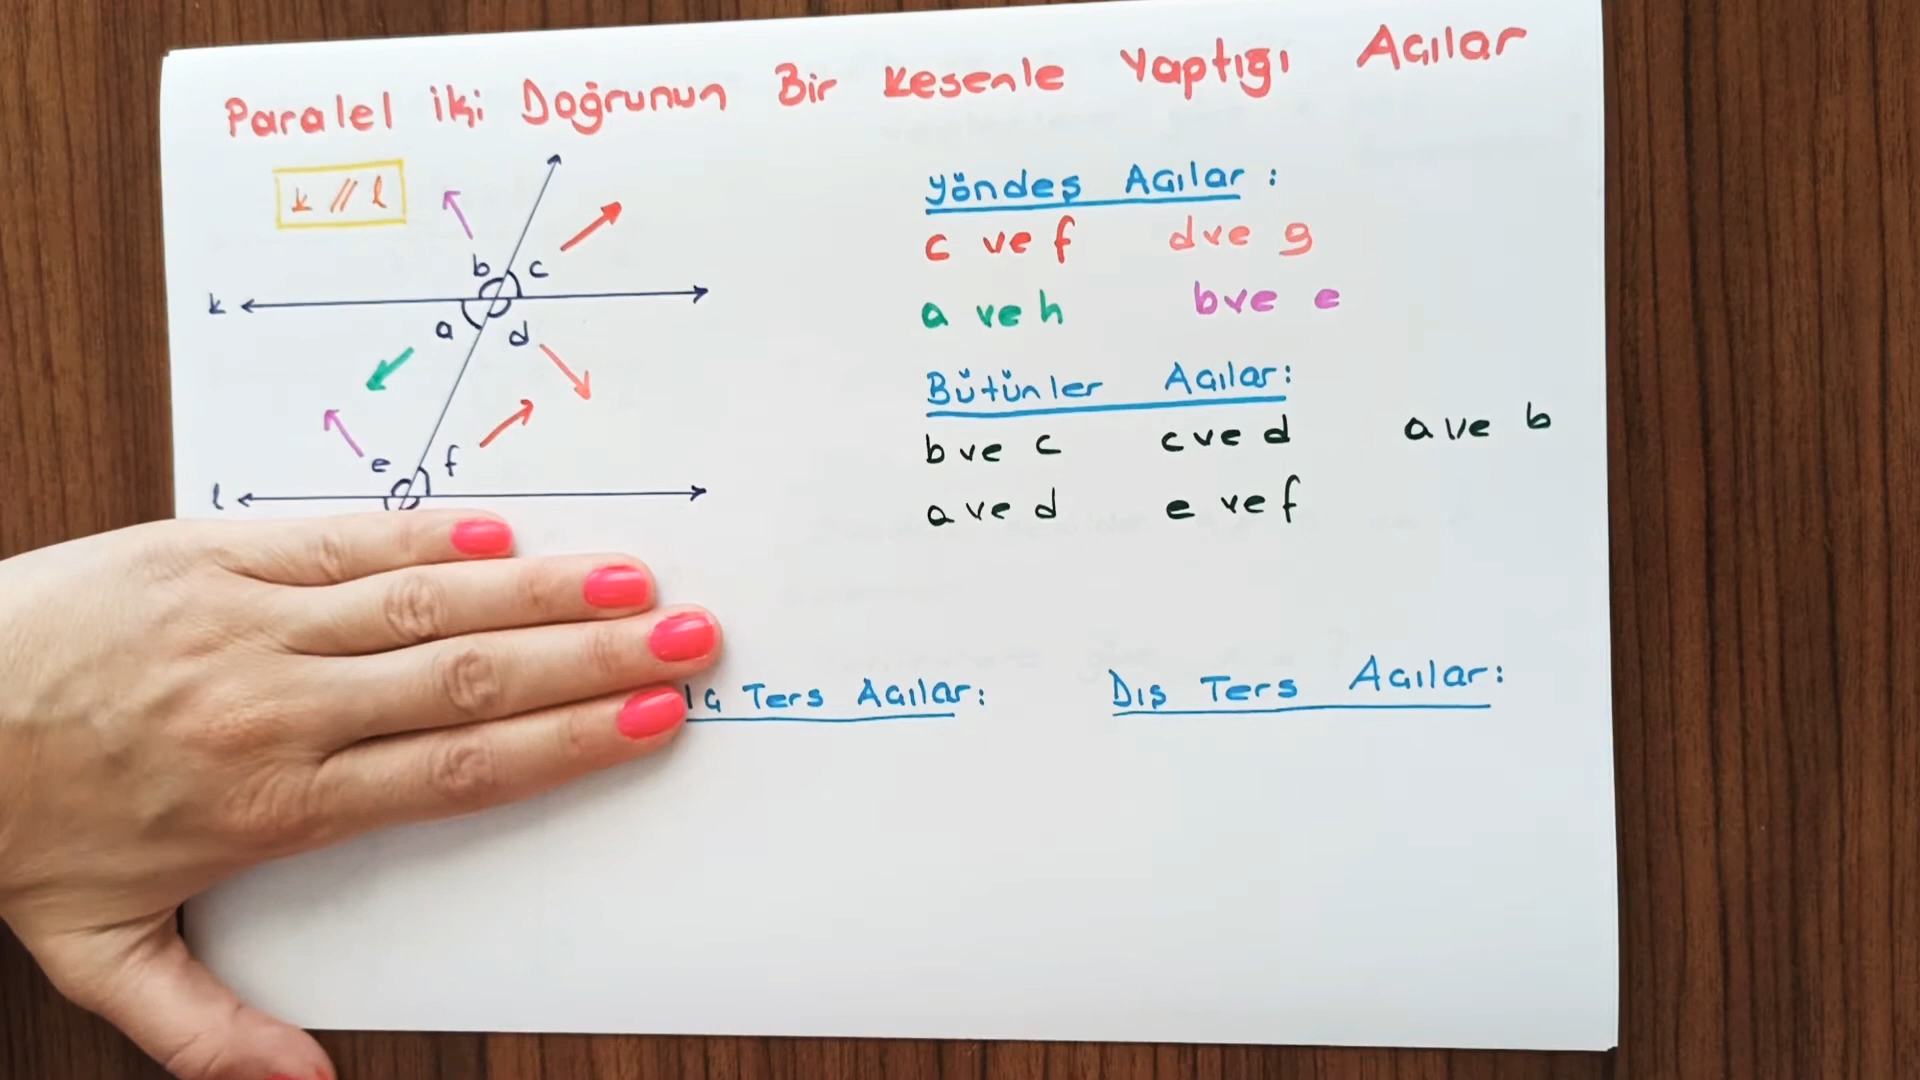 Paralel iki Doğrunun Bir Kesenle Yaptığı Açılar
k // l
b c
k
a d
e f
l
Yöndeş Açılar :
c ve f d ve g
a ve h b ve e
Bütünler Açılar:
b ve c c ve d a ve b
a ve d e ve f
İç Ters Açılar:
Dış Ters Açılar: